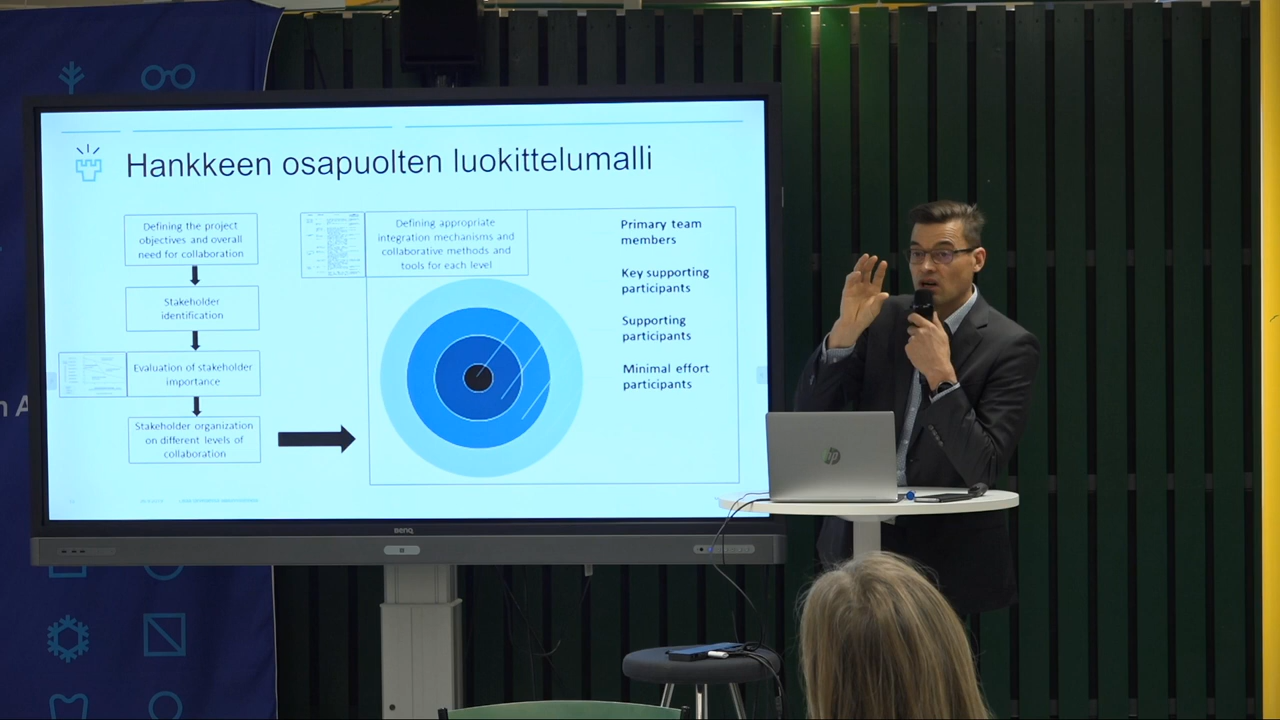 Hankkeen osapuolten luokittelumalli
Defining the project
objectives and overall
need for collaboration
Stakeholder
identification
Evaluation of stakeholder
importance
Stakeholder organization
on different levels of
collaboration
Defining appropriate
integration mechanisms and
collaborative methods and
tools for each level
Primary team
members
Key supporting
participants
Supporting
participants
Minimal effort
participants
BenQ
hp
n A